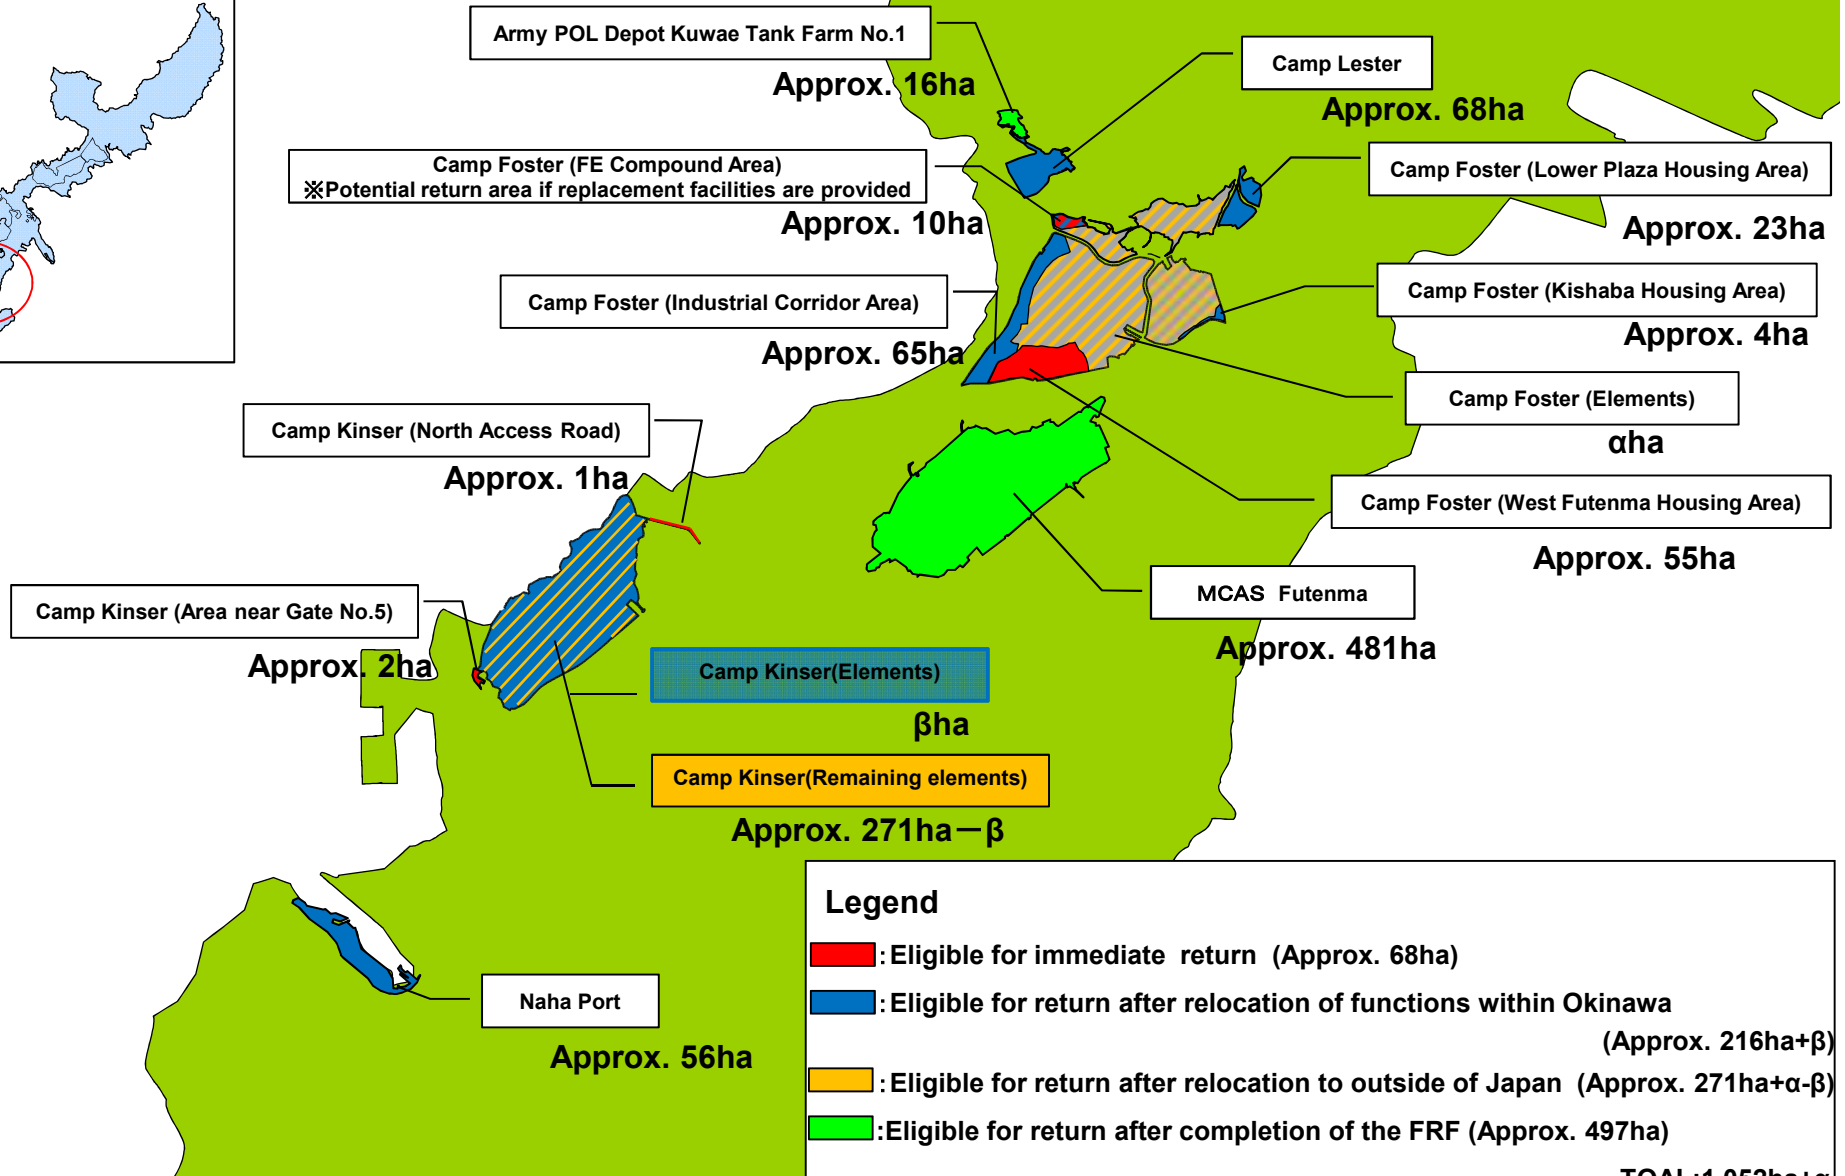 Army POL Depot Kuwae Tank Farm No.1
Approx. 16ha
Camp Lester
Approx. 68ha
Camp Foster (FE Compound Area)
※Potential return area if replacement facilities are provided
Approx. 10ha
Camp Foster (Lower Plaza Housing Area)
Approx. 23ha
Camp Foster (Industrial Corridor Area)
Approx. 65ha
Camp Foster (Kishaba Housing Area)
Approx. 4ha
Camp Foster (Elements)
αha
Camp Kinser (North Access Road)
Approx. 1ha
Camp Foster (West Futenma Housing Area)
Approx. 55ha
MCAS Futenma
Approx. 481ha
Camp Kinser (Area near Gate No.5)
Approx. 2ha
Camp Kinser(Elements)
βha
Camp Kinser(Remaining elements)
Approx. 271ha－β
Naha Port
Approx. 56ha
Legend
:Eligible for immediate return (Approx. 68ha)
:Eligible for return after relocation of functions within Okinawa
(Approx. 216ha+β)
:Eligible for return after relocation to outside of Japan (Approx. 271ha+α-β)
:Eligible for return after completion of the FRF (Approx. 497ha)